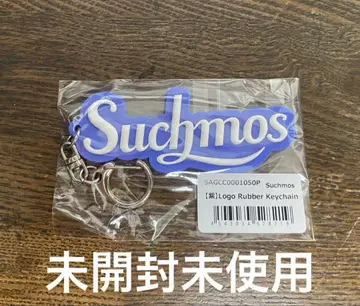 Suchmos
SAGCC0001050P Suchmos
【紫】Logo Rubber Keychain
未開封未使用